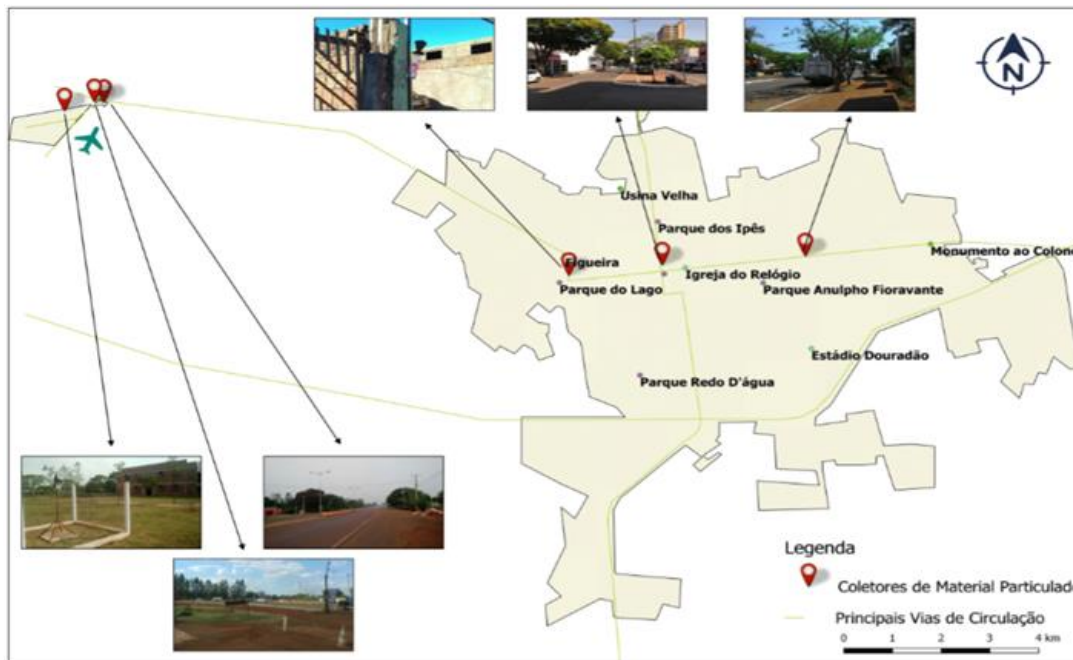 N
Usina Velha
Parque dos Ipês
Monumento ao Colono
Figueira
Igreja do Relógio
Parque do Lago
Parque Anulpho Fioravante
Estádio Douradão
Parque Redo D'água
Legenda
Coletores de Material Particulado
Principais Vias de Circulação
0 1 2 3 4 km